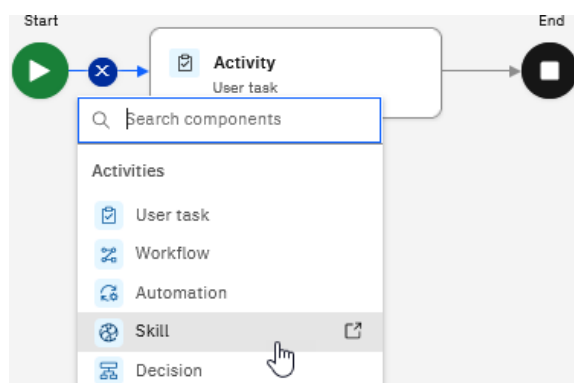 Start
End
Activity
User task
Search components
Activities
User task
Workflow
Automation
Skill
Decision